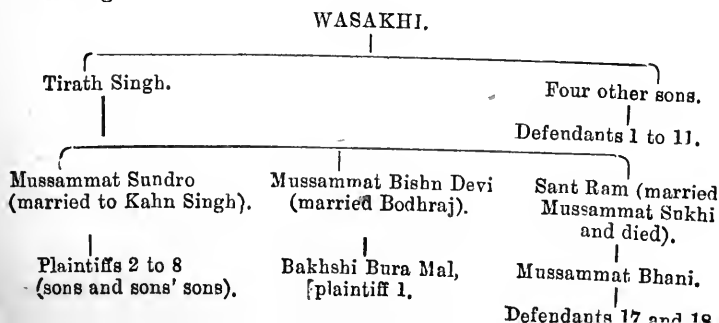 WASAKHI.
Tirath Singh.
Four other sons.
Defendants 1 to 11.
Mussammat Sundro
(married to Kahn Singh).
Mussammat Bishn Devi
(married Bodhraj).
Sant Ram (married
Mussammat Sukhi
and died).
Plaintiffs 2 to 8
(sons and sons' sons).
Bakhshi Bura Mal,
plaintiff 1.
Mussammat Bhani.
Defendants 17 and 18